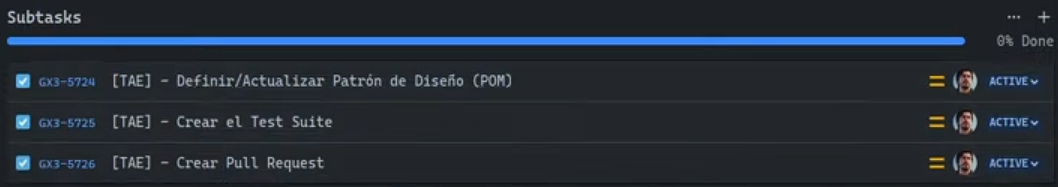 Subtasks ... +
0% Done
GX3-5724 [TAE] - Definir/Actualizar Patrón de Diseño (POM) ACTIVE
GX3-5725 [TAE] - Crear el Test Suite ACTIVE
GX3-5726 [TAE] - Crear Pull Request ACTIVE